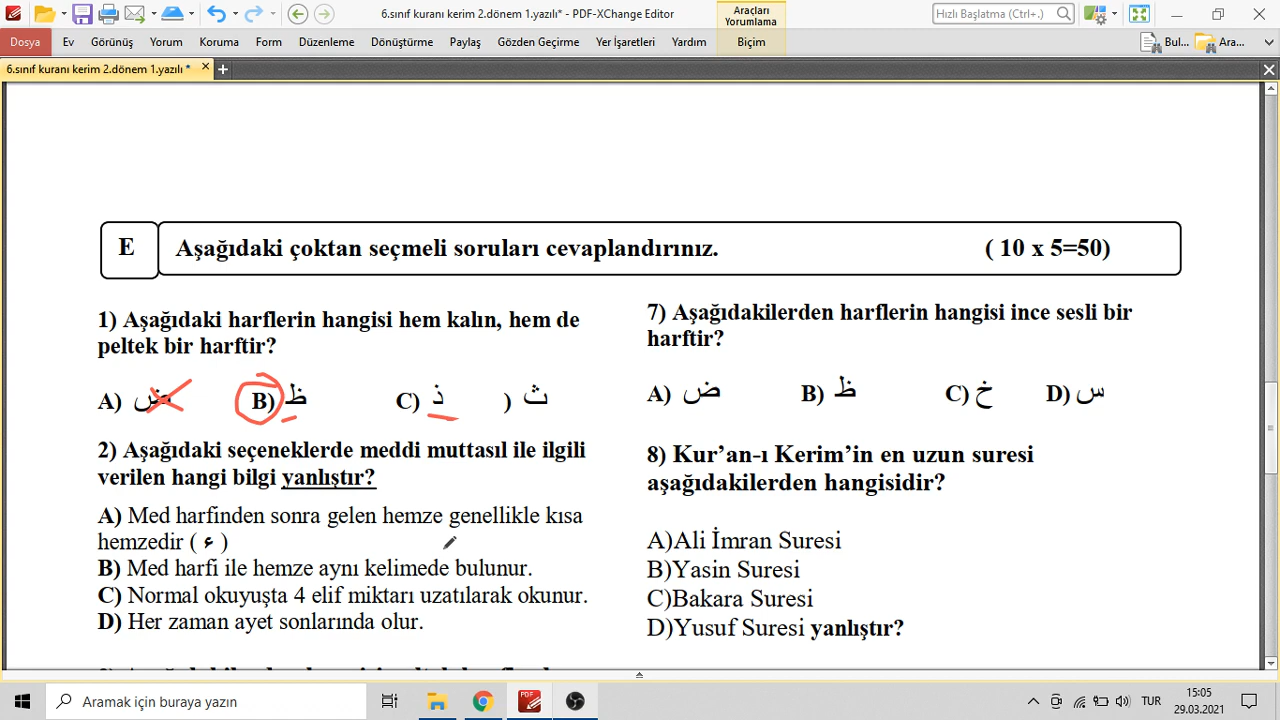 6.sınıf kuranı kerim 2.dönem 1.yazılı* * - PDF-XChange Editor
Araçları
Yorumlama
Hızlı Başlatma (Ctrl+.)
Dosya Ev Görünüş Yorum Koruma Form Düzenleme Dönüştürme Paylaş Gözden Geçirme Yer İşaretleri Yardım Biçim Bul... Ara...
6.sınıf kuranı kerim 2.dönem 1.yazılı *
E Aşağıdaki çoktan seçmeli soruları cevaplandırınız. ( 10 x 5=50)
1) Aşağıdaki harflerin hangisi hem kalın, hem de
peltek bir harftir?
A) ض B) ظ C) ذ ) ث
2) Aşağıdaki seçeneklerde meddi muttasıl ile ilgili
verilen hangi bilgi yanlıştır?
A) Med harfinden sonra gelen hemze genellikle kısa
hemzedir ( ء )
B) Med harfi ile hemze aynı kelimede bulunur.
C) Normal okuyuşta 4 elif miktarı uzatılarak okunur.
D) Her zaman ayet sonlarında olur.
7) Aşağıdakilerden harflerin hangisi ince sesli bir
harftir?
A) ض B) ظ C) خ D) س
8) Kur’an-ı Kerim’in en uzun suresi
aşağıdakilerden hangisidir?
A)Ali İmran Suresi
B)Yasin Suresi
C)Bakara Suresi
D)Yusuf Suresi yanlıştır?
Aramak için buraya yazın
PDF
TUR
15:05
29.03.2021